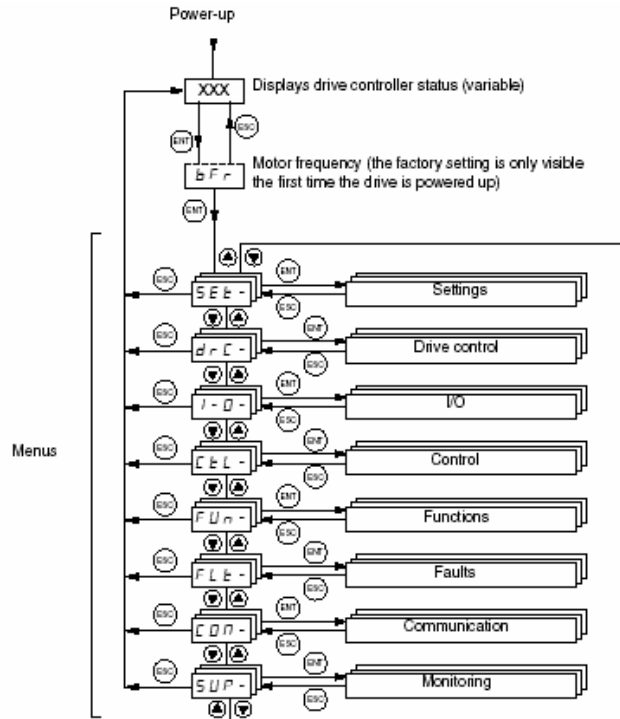 Power-up
XXX
Displays drive controller status (variable)
ENT
ESC
bFr
Motor frequency (the factory setting is only visible
the first time the drive is powered up)
ENT
Menus
ESC
SEt-
ENT
ESC
Settings
ESC
drC-
ENT
ESC
Drive control
ESC
I-O-
ENT
ESC
I/O
ESC
CtL-
ENT
ESC
Control
ESC
FUn-
ENT
ESC
Functions
ESC
FLt-
ENT
ESC
Faults
ESC
COM-
ENT
ESC
Communication
ESC
SUP-
ENT
ESC
Monitoring